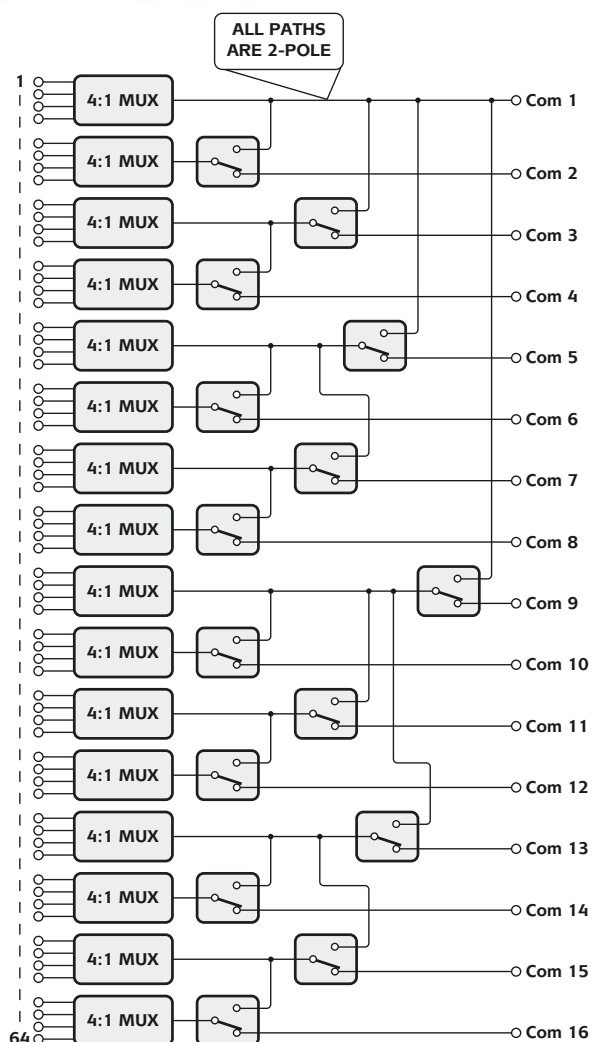 ALL PATHS
ARE 2-POLE
1
4:1 MUX
Com 1
4:1 MUX
Com 2
4:1 MUX
Com 3
4:1 MUX
Com 4
4:1 MUX
Com 5
4:1 MUX
Com 6
4:1 MUX
Com 7
4:1 MUX
Com 8
4:1 MUX
Com 9
4:1 MUX
Com 10
4:1 MUX
Com 11
4:1 MUX
Com 12
4:1 MUX
Com 13
4:1 MUX
Com 14
4:1 MUX
Com 15
4:1 MUX
Com 16
64